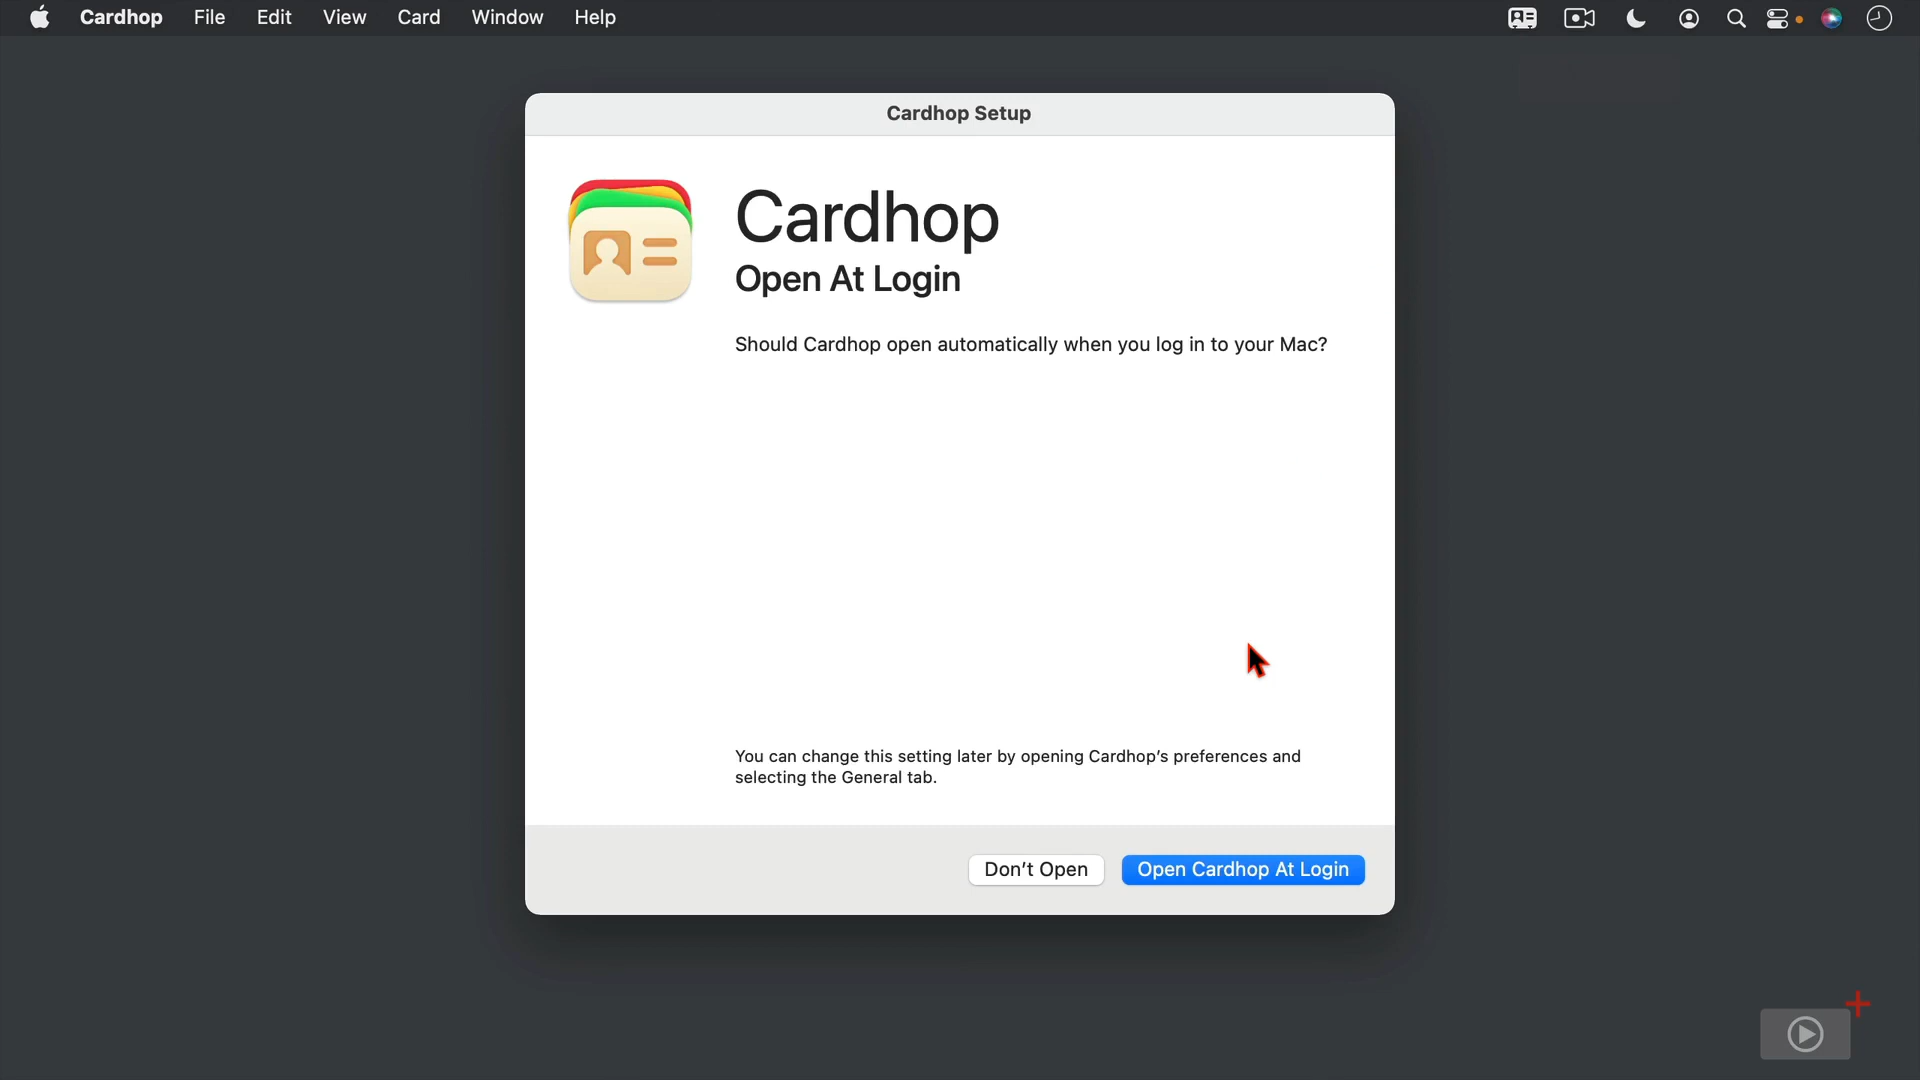 Cardhop File Edit View Card Window Help
Cardhop Setup
Cardhop
Open At Login
Should Cardhop open automatically when you log in to your Mac?
You can change this setting later by opening Cardhop’s preferences and
selecting the General tab.
Don’t Open Open Cardhop At Login